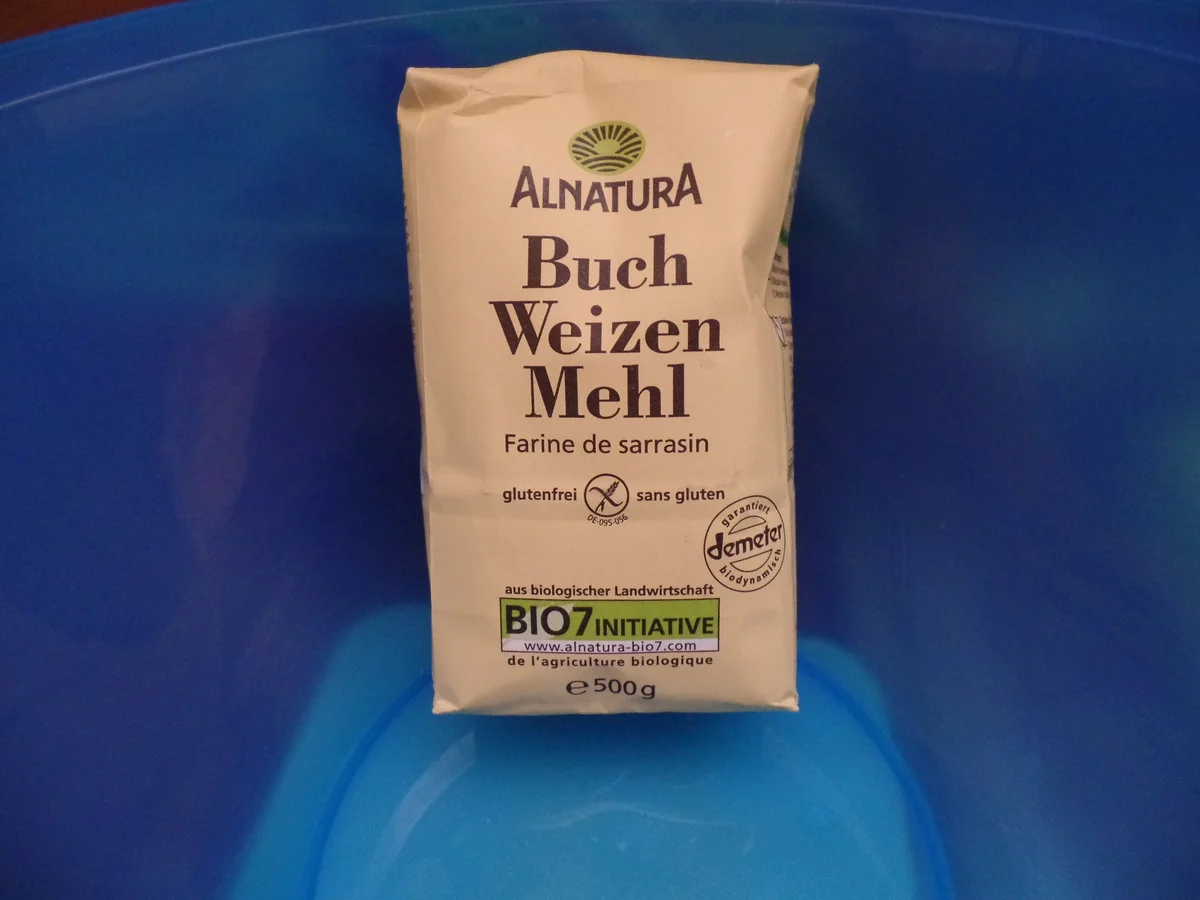 ALNATURA
Buch
Weizen
Mehl
Farine de sarrasin
glutenfrei sans gluten
DE-095-056
garantiert
demeter
biodynamisch
aus biologischer Landwirtschaft
BIO7 INITIATIVE
www.alnatura-bio7.com
de l'agriculture biologique
℮ 500 g